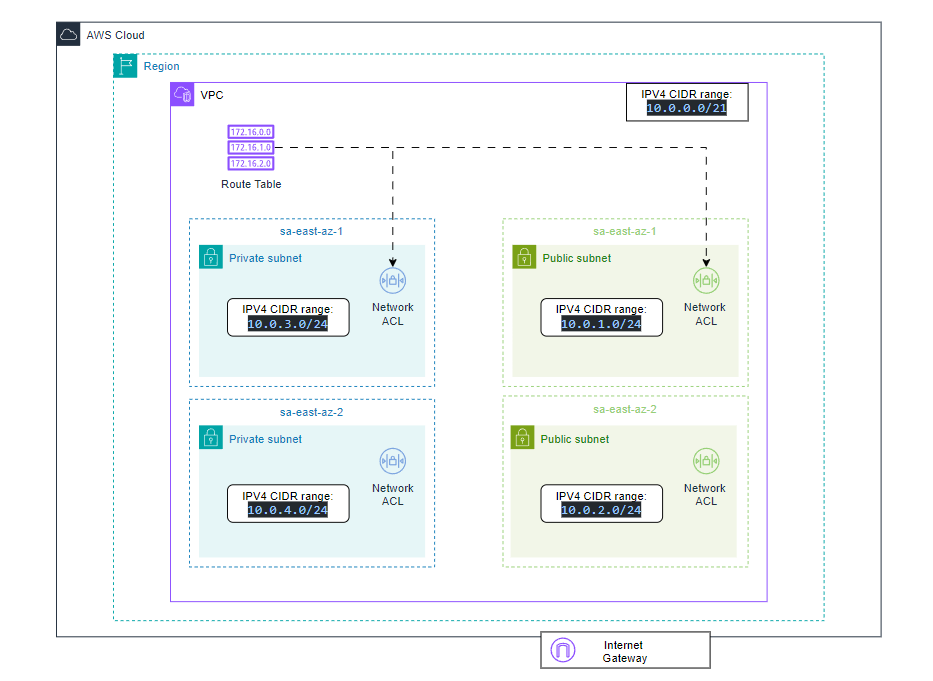 AWS Cloud
Region
VPC
IPV4 CIDR range:
10.0.0.0/21
172.16.0.0
172.16.1.0
172.16.2.0
Route Table
sa-east-az-1
Private subnet
IPV4 CIDR range:
10.0.3.0/24
Network
ACL
sa-east-az-1
Public subnet
IPV4 CIDR range:
10.0.1.0/24
Network
ACL
sa-east-az-2
Private subnet
IPV4 CIDR range:
10.0.4.0/24
Network
ACL
sa-east-az-2
Public subnet
IPV4 CIDR range:
10.0.2.0/24
Network
ACL
Internet
Gateway